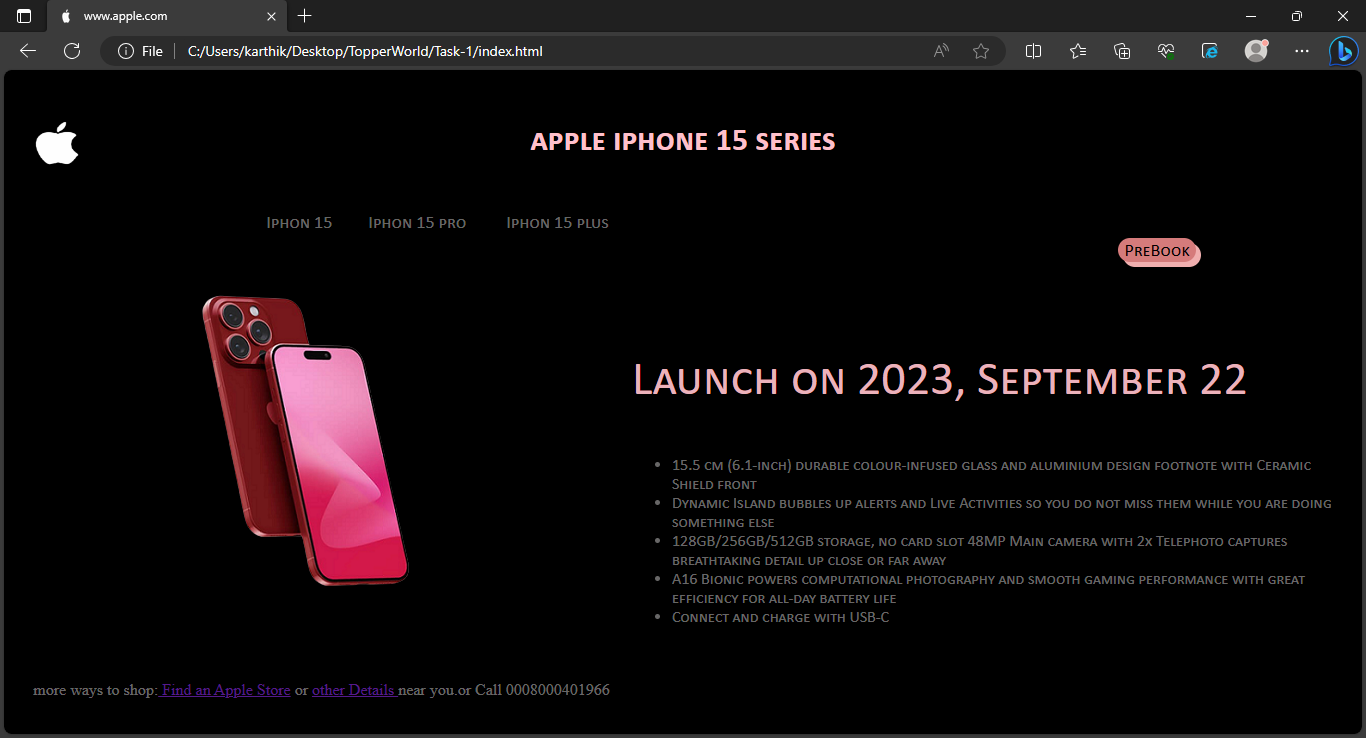 www.apple.com
File
C:/Users/karthik/Desktop/TopperWorld/Task-1/index.html
APPLE IPHONE 15 SERIES
Iphon 15 Iphon 15 pro Iphon 15 plus
PreBook
Launch on 2023, September 22
• 15.5 cm (6.1-inch) durable colour-infused glass and aluminium design footnote with Ceramic
Shield front
• Dynamic Island bubbles up alerts and Live Activities so you do not miss them while you are doing
something else
• 128GB/256GB/512GB storage, no card slot 48MP Main camera with 2x Telephoto captures
breathtaking detail up close or far away
• A16 Bionic powers computational photography and smooth gaming performance with great
efficiency for all-day battery life
• Connect and charge with USB-C
more ways to shop: Find an Apple Store or other Details near you.or Call 0008000401966